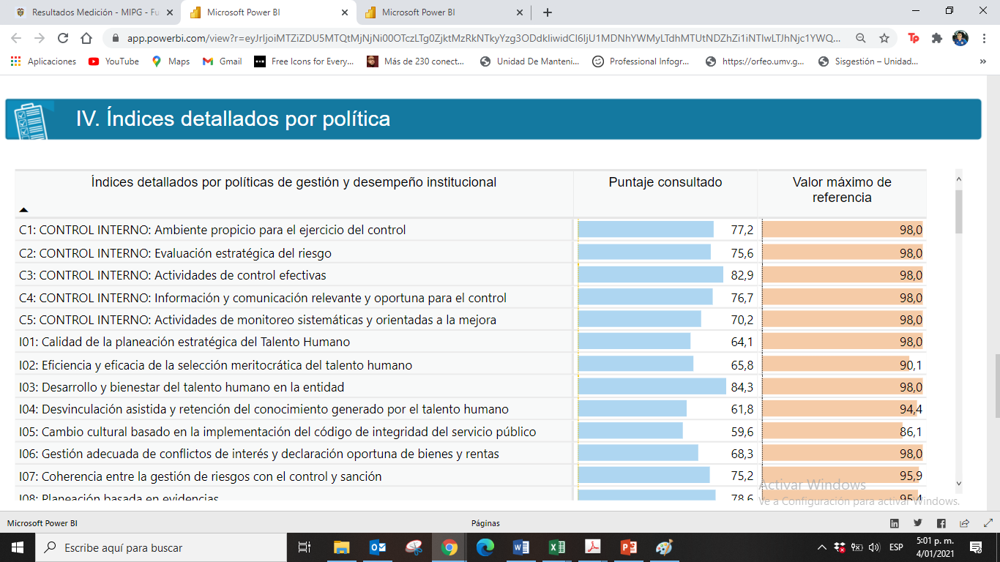 Resultados Medición - MIPG - Fu
Microsoft Power BI
Microsoft Power BI
app.powerbi.com/view?r=eyJrIjoiMTZiZDU5MTQtMjNjNi00OTczLTg0ZjktMzRkNTkyYzg3ODdkIiwidCI6IjU1MDNhYWMyLTdhMTUtNDZhZi1iNTIwLTJhNjc1YWQ...
Aplicaciones
YouTube
Maps
Gmail
Free Icons for Every...
Más de 230 conect...
Unidad De Manteni...
Professional Infogr...
https://orfeo.umv.g...
Sisgestión – Unidad...
IV. Índices detallados por política
Índices detallados por políticas de gestión y desempeño institucional Puntaje consultado Valor máximo de
referencia
C1: CONTROL INTERNO: Ambiente propicio para el ejercicio del control 77,2 98,0
C2: CONTROL INTERNO: Evaluación estratégica del riesgo 75,6 98,0
C3: CONTROL INTERNO: Actividades de control efectivas 82,9 98,0
C4: CONTROL INTERNO: Información y comunicación relevante y oportuna para el control 76,7 98,0
C5: CONTROL INTERNO: Actividades de monitoreo sistemáticas y orientadas a la mejora 70,2 98,0
I01: Calidad de la planeación estratégica del Talento Humano 64,1 98,0
I02: Eficiencia y eficacia de la selección meritocrática del talento humano 65,8 90,1
I03: Desarrollo y bienestar del talento humano en la entidad 84,3 98,0
I04: Desvinculación asistida y retención del conocimiento generado por el talento humano 61,8 94,4
I05: Cambio cultural basado en la implementación del código de integridad del servicio público 59,6 86,1
I06: Gestión adecuada de conflictos de interés y declaración oportuna de bienes y rentas 68,3 98,0
I07: Coherencia entre la gestión de riesgos con el control y sanción 75,2 95,9
I08: Planeación basada en evidencias 78,6 95,4
Activar Windows
Ve a Configuración para activar Windows.
Microsoft Power BI
Páginas
Escribe aquí para buscar
ESP
5:01 p. m.
4/01/2021